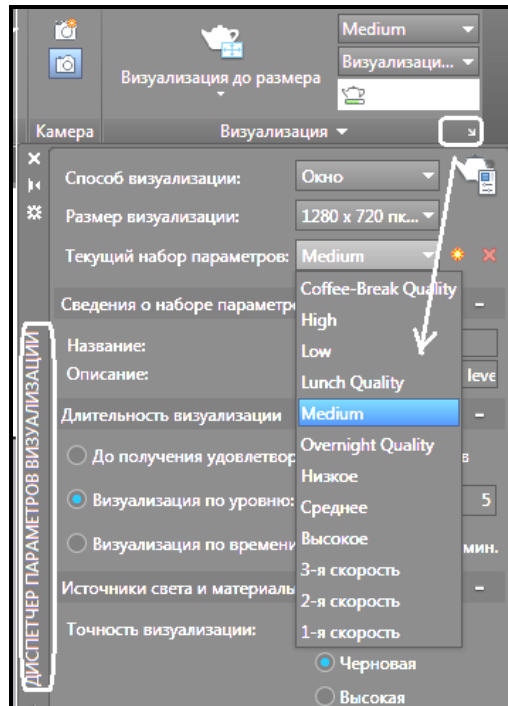 Medium
Визуализаци...
Визуализация до размера
Камера
Визуализация
Способ визуализации: Окно
Размер визуализации: 1280 x 720 пк...
Текущий набор параметров: Medium
Coffee-Break Quality
Сведения о наборе параметро
High
Название:
Low
Описание:
Lunch Quality
leve
Длительность визуализации
Medium
До получения удовлетвор
Overnight Quality
в
Низкое
Визуализация по уровню:
Среднее
5
Визуализация по времени
Высокое
мин.
3-я скорость
Источники света и материалы
2-я скорость
Точность визуализации:
1-я скорость
Черновая
Высокая
ДИСПЕТЧЕР ПАРАМЕТРОВ ВИЗУАЛИЗАЦИИ